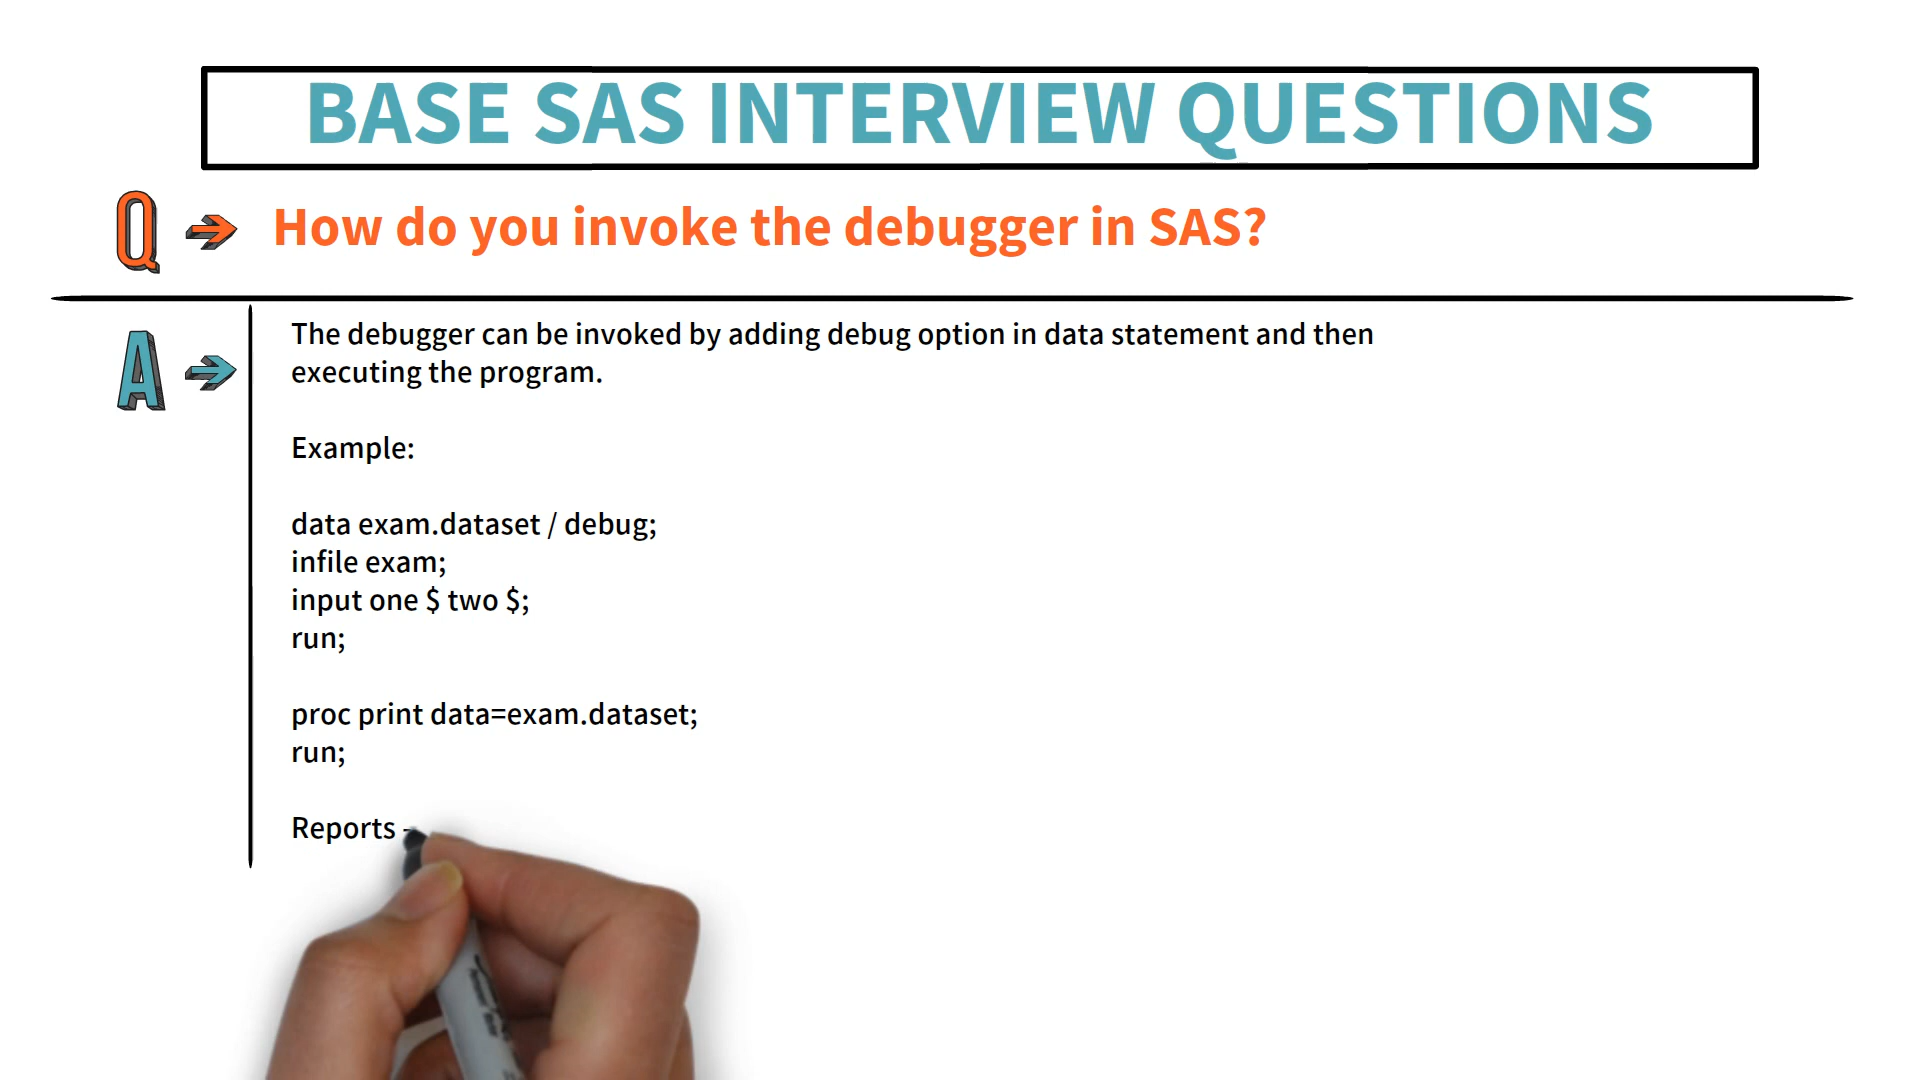 BASE SAS INTERVIEW QUESTIONS
Q How do you invoke the debugger in SAS?
A The debugger can be invoked by adding debug option in data statement and then
executing the program.
Example:
data exam.dataset / debug;
infile exam;
input one $ two $;
run;
proc print data=exam.dataset;
run;
Reports -